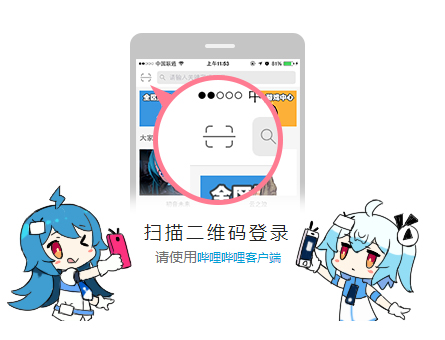 中国联通 上午11:53 81%
请输入关键字
全区 游戏中心
中
大家
全区
扫描二维码登录
请使用哔哩哔哩客户端